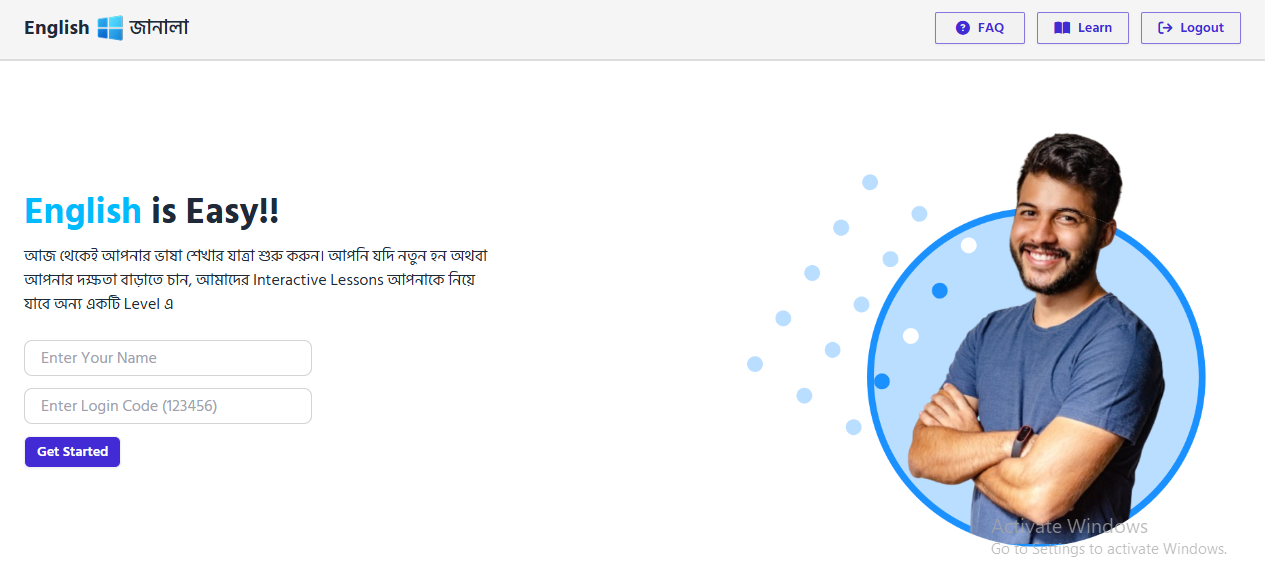 English জানালা
FAQ
Learn
Logout
English is Easy!!
আজ থেকেই আপনার ভাষা শেখার যাত্রা শুরু করুন। আপনি যদি নতুন হন অথবা
আপনার দক্ষতা বাড়াতে চান, আমাদের Interactive Lessons আপনাকে নিয়ে
যাবে অন্য একটি Level এ
Enter Your Name
Enter Login Code (123456)
Get Started
Activate Windows
Go to Settings to activate Windows.